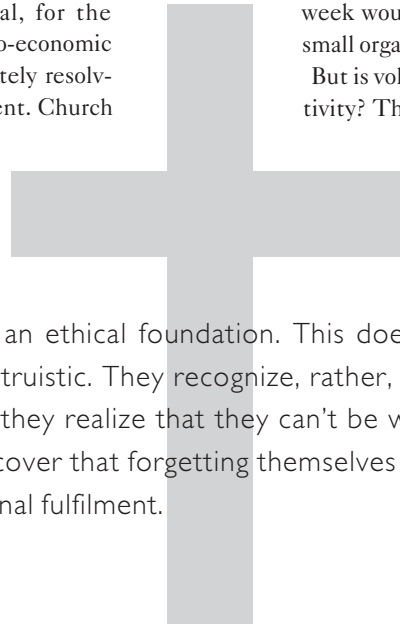 al, for the
o-economic
tely resolv-
ent. Church
week wou
small orga
But is vol
tivity? Th
an ethical foundation. This doe
truistic. They recognize, rather,
they realize that they can't be w
cover that forgetting themselves
nal fulfilment.